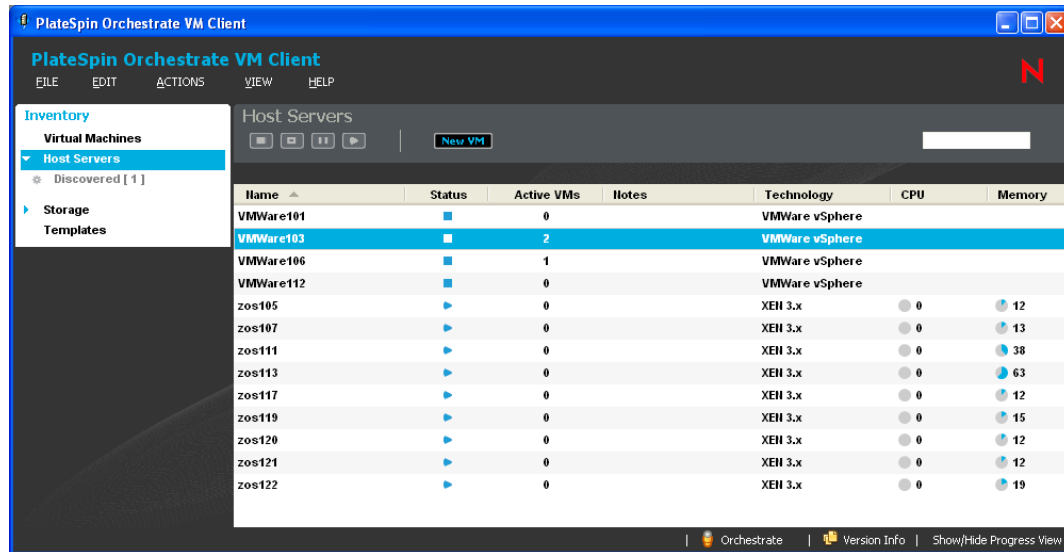 PlateSpin Orchestrate VM Client
PlateSpin Orchestrate VM Client
FILE EDIT ACTIONS VIEW HELP
N
Inventory
Virtual Machines
Host Servers
Discovered [ 1 ]
Storage
Templates
Host Servers
New VM
Name Status Active VMs Notes Technology CPU Memory
VMWare101 0 VMWare vSphere
VMWare103 2 VMWare vSphere
VMWare106 1 VMWare vSphere
VMWare112 0 VMWare vSphere
zos105 0 XEN 3.x 0 12
zos107 0 XEN 3.x 0 13
zos111 0 XEN 3.x 0 38
zos113 0 XEN 3.x 0 63
zos117 0 XEN 3.x 0 12
zos119 0 XEN 3.x 0 15
zos120 0 XEN 3.x 0 12
zos121 0 XEN 3.x 0 12
zos122 0 XEN 3.x 0 19
| Orchestrate | Version Info | Show/Hide Progress View